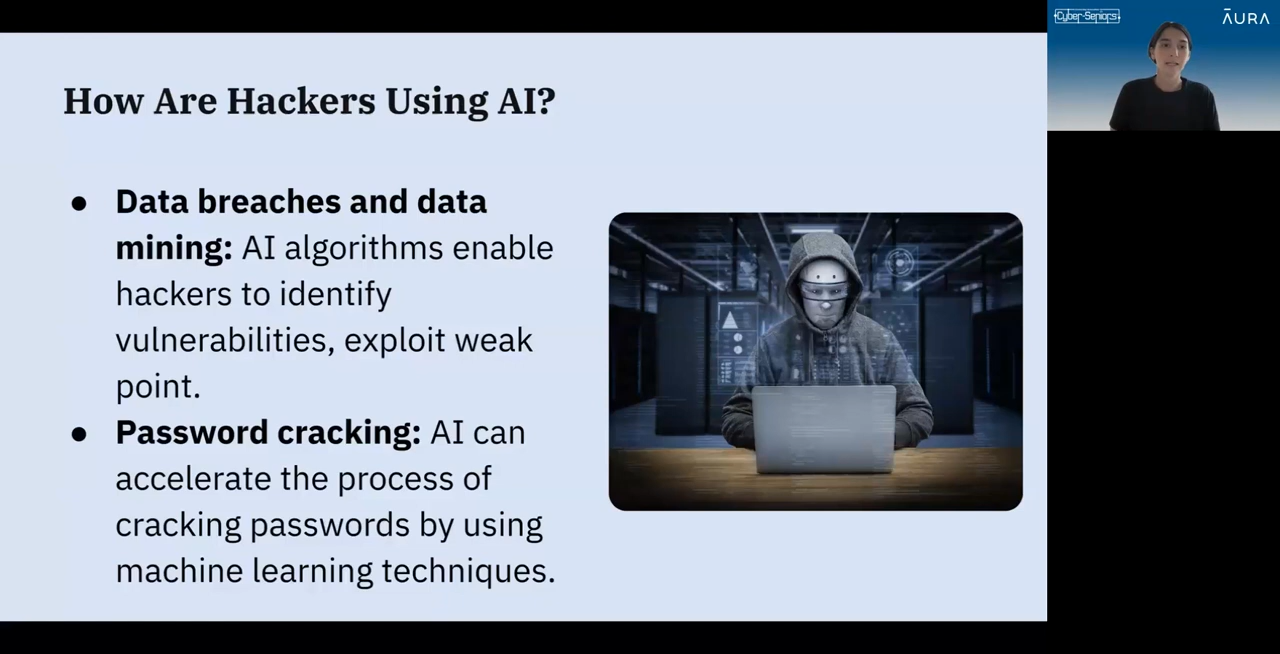 How Are Hackers Using AI?
● Data breaches and data
mining: AI algorithms enable
hackers to identify
vulnerabilities, exploit weak
point.
● Password cracking: AI can
accelerate the process of
cracking passwords by using
machine learning techniques.
Cyber-Seniors
ĀURA